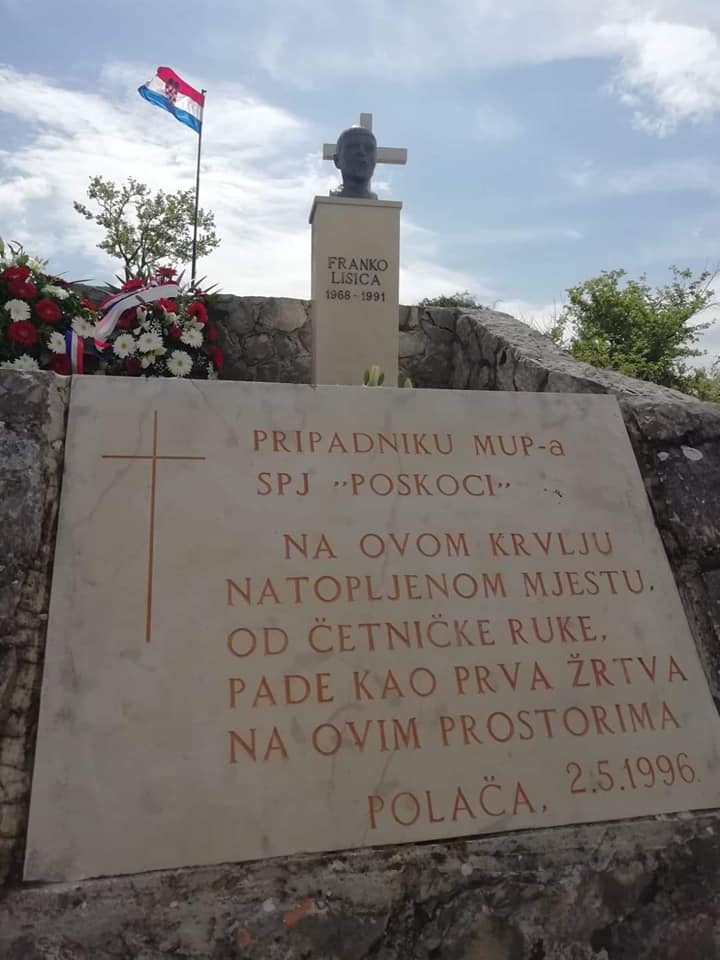 FRANKO
LISICA
1968 - 1991
PRIPADNIKU MUP-a
SPJ „POSKOCI”
NA OVOM KRVLJU
NATOPLJENOM MJESTU,
OD ČETNIČKE RUKE,
PADE KAO PRVA ŽRTVA
NA OVIM PROSTORIMA
POLAČA, 2.5.1996.